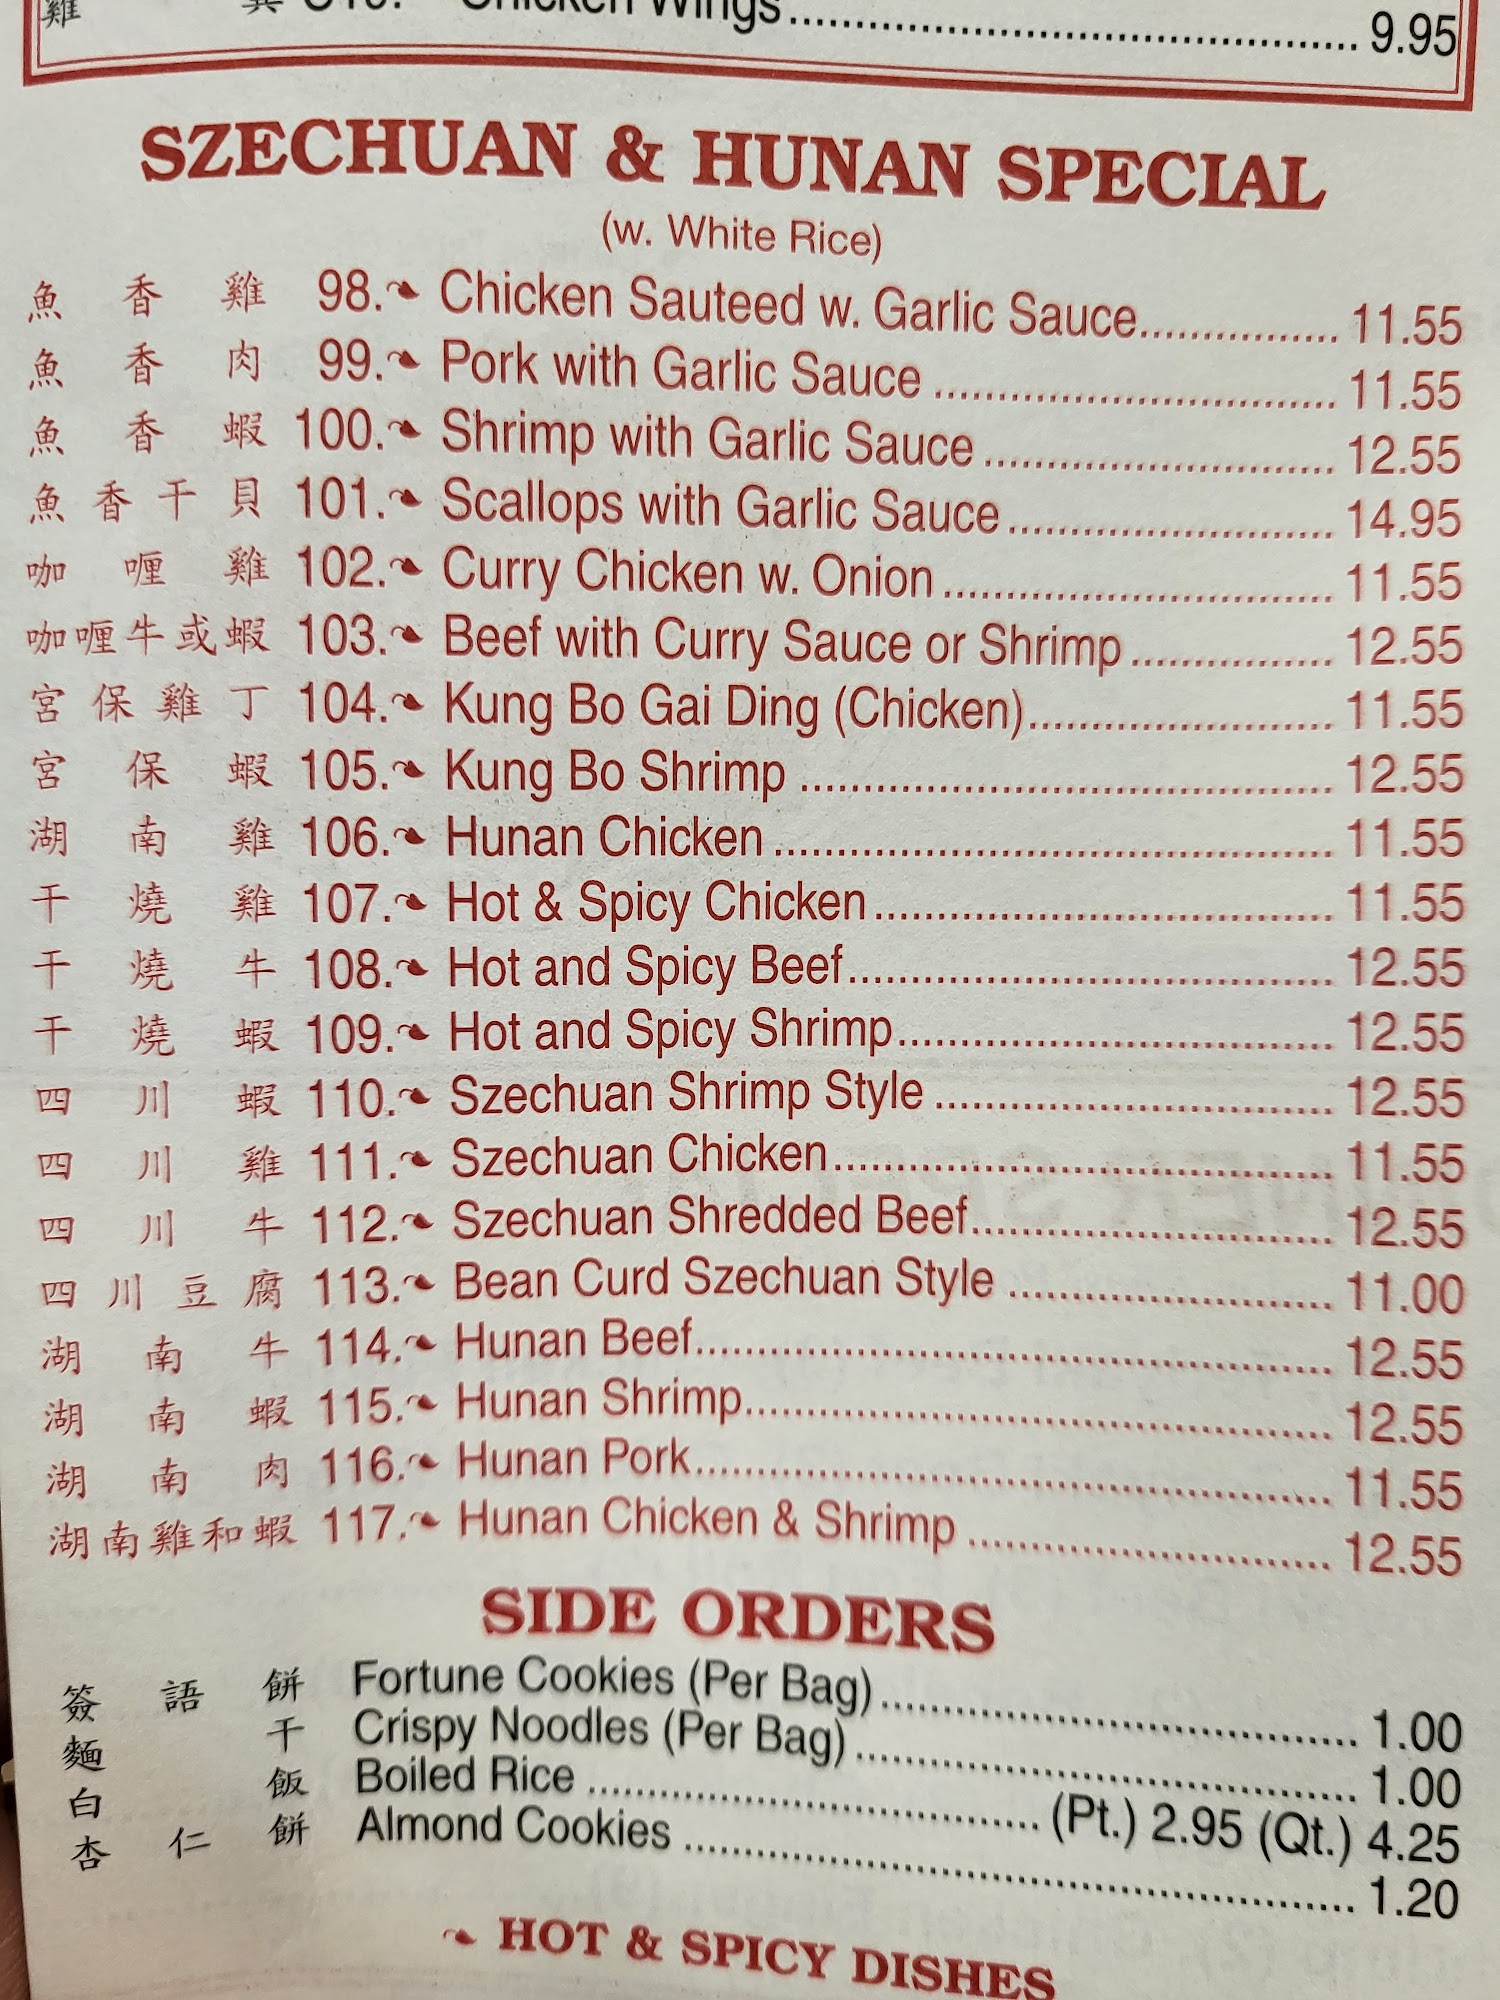 雞 Chicken Wings 9.95
SZECHUAN & HUNAN SPECIAL
(w. White Rice)
魚香雞 98. Chicken Sauteed w. Garlic Sauce 11.55
魚香肉 99. Pork with Garlic Sauce 11.55
魚香蝦 100. Shrimp with Garlic Sauce 12.55
魚香干貝 101. Scallops with Garlic Sauce 14.95
咖喱雞 102. Curry Chicken w. Onion 11.55
咖喱牛或蝦 103. Beef with Curry Sauce or Shrimp 12.55
宮保雞丁 104. Kung Bo Gai Ding (Chicken) 11.55
宮保蝦 105. Kung Bo Shrimp 12.55
湖南雞 106. Hunan Chicken 11.55
干燒雞 107. Hot & Spicy Chicken 11.55
干燒牛 108. Hot and Spicy Beef 12.55
干燒蝦 109. Hot and Spicy Shrimp 12.55
四川蝦 110. Szechuan Shrimp Style 12.55
四川雞 111. Szechuan Chicken 11.55
四川牛 112. Szechuan Shredded Beef 12.55
四川豆腐 113. Bean Curd Szechuan Style 11.00
湖南牛 114. Hunan Beef 12.55
湖南蝦 115. Hunan Shrimp 12.55
湖南肉 116. Hunan Pork 11.55
湖南雞和蝦 117. Hunan Chicken & Shrimp 12.55
SIDE ORDERS
簽語餅 Fortune Cookies (Per Bag) 1.00
麵干 Crispy Noodles (Per Bag) 1.00
白飯 Boiled Rice (Pt.) 2.95 (Qt.) 4.25
杏仁餅 Almond Cookies 1.20
HOT & SPICY DISHES